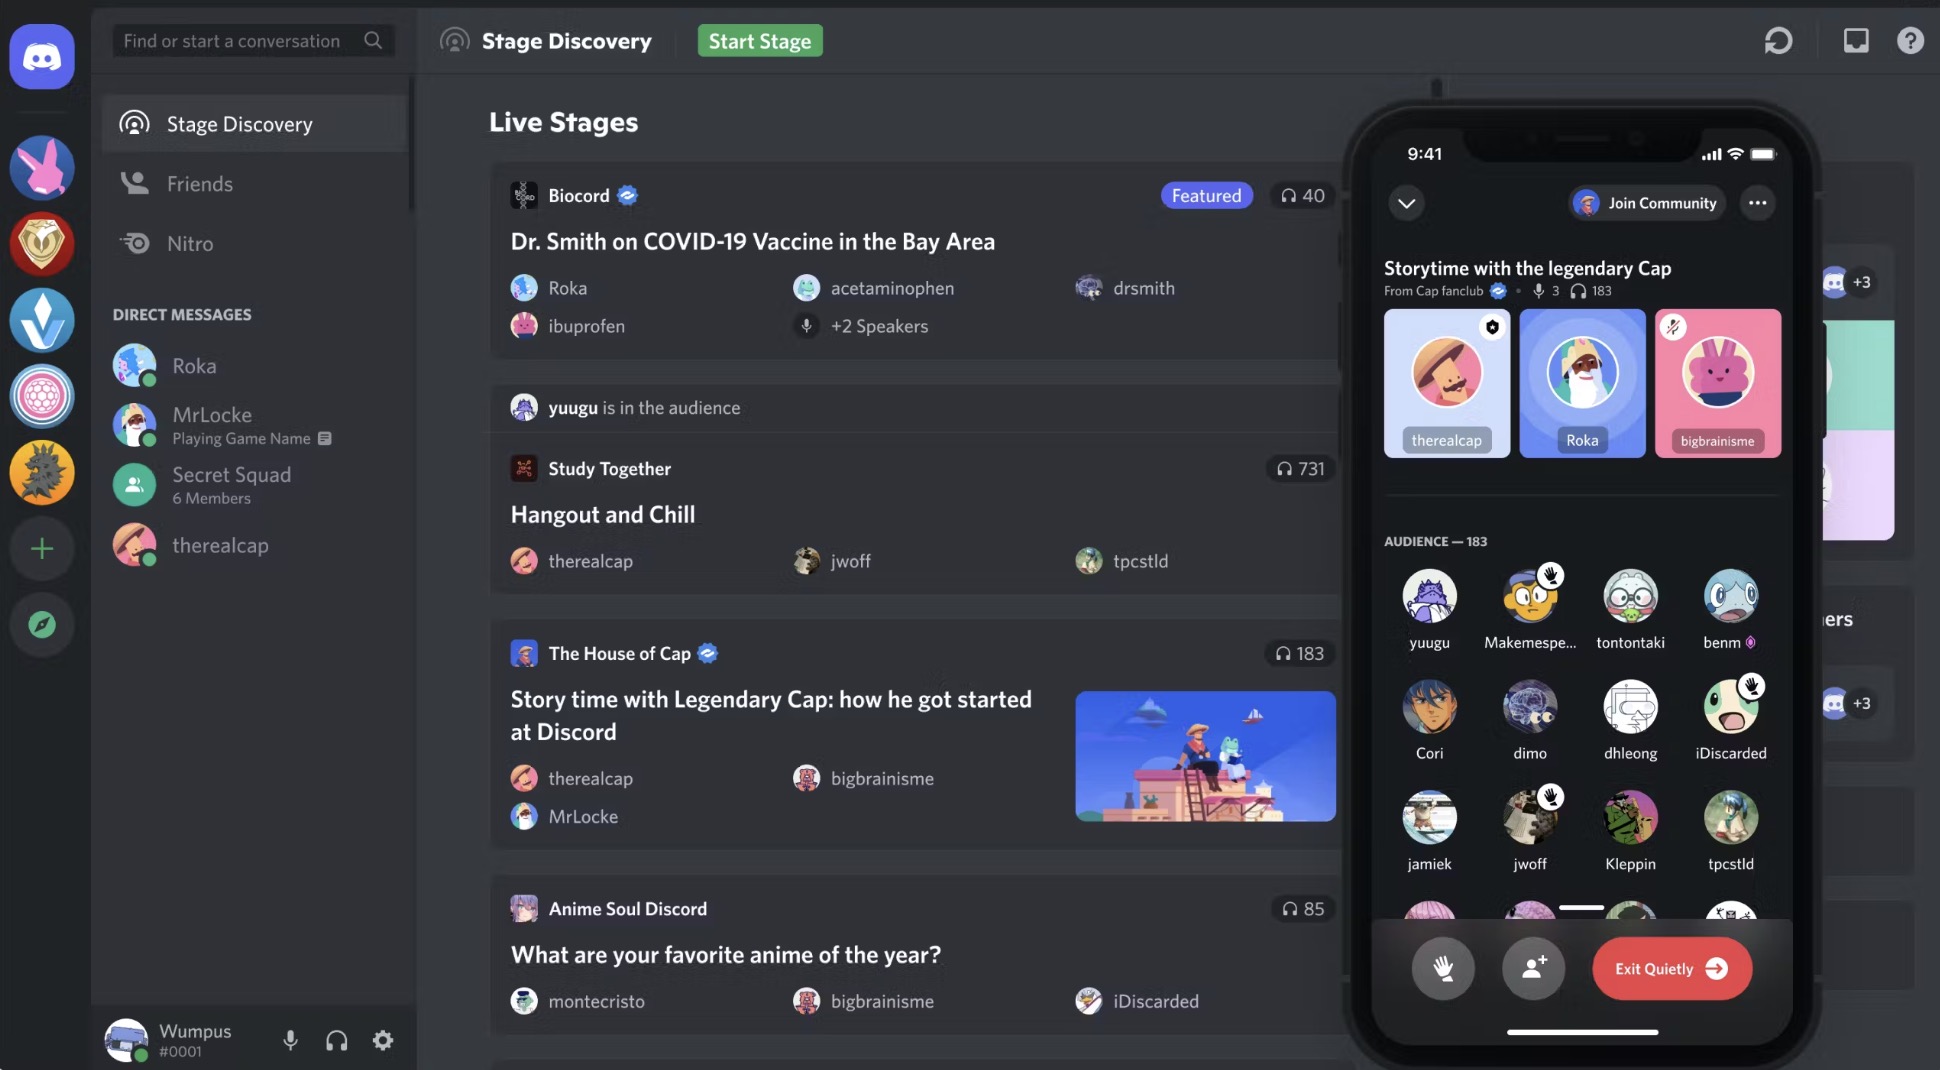 Find or start a conversation
Stage Discovery
Friends
Nitro
DIRECT MESSAGES
Roka
MrLocke
Playing Game Name
Secret Squad
6 Members
therealcap
Wumpus
#0001
Stage Discovery
Start Stage
Live Stages
Biocord
Featured
40
Dr. Smith on COVID-19 Vaccine in the Bay Area
Roka
acetaminophen
drsmith
ibuprofen
+2 Speakers
yuugu is in the audience
Study Together
731
Hangout and Chill
therealcap
jwoff
tpcstld
The House of Cap
183
Story time with Legendary Cap: how he got started
at Discord
therealcap
bigbrainisme
MrLocke
Anime Soul Discord
85
What are your favorite anime of the year?
montecristo
bigbrainisme
iDiscarded
9:41
Join Community
Storytime with the legendary Cap
From Cap fanclub • 3 183
therealcap
Roka
bigbrainisme
AUDIENCE — 183
yuugu
Makemespe...
tontontaki
benm
Cori
dimo
dhleong
iDiscarded
jamiek
jwoff
Kleppin
tpcstld
Exit Quietly
+3
ers
+3